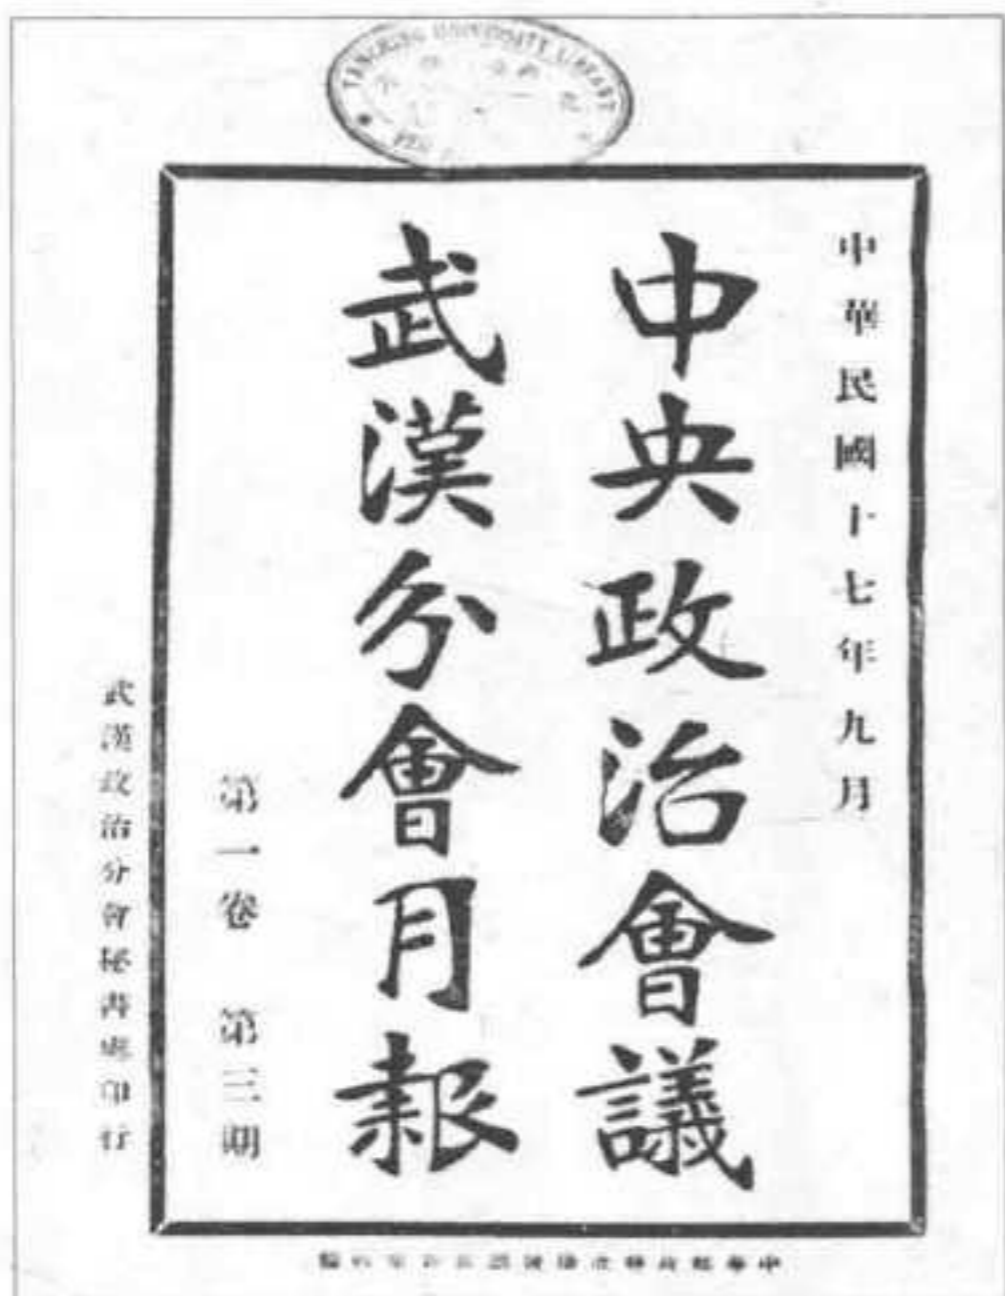 中華民國十七年九月
中央政治會議
武漢分會月報
第一卷 第三期
武漢政治分會秘書處印行
UNIVERSITY LIBRARY